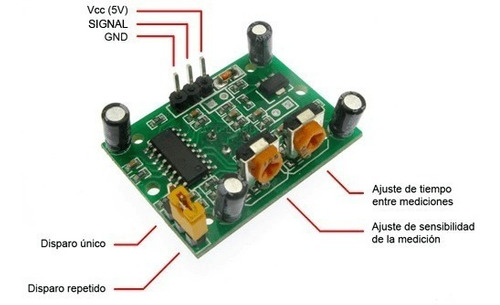 Vcc (5V)
SIGNAL
GND
Ajuste de tiempo
entre mediciones
Ajuste de sensibilidad
de la medición
Disparo único
Disparo repetido